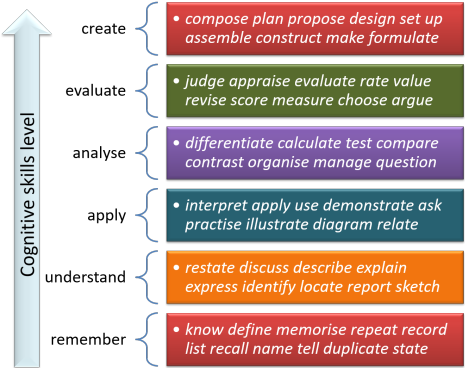 Cognitive skills level
create
• compose plan propose design set up
assemble construct make formulate
evaluate
• judge appraise evaluate rate value
revise score measure choose argue
analyse
• differentiate calculate test compare
contrast organise manage question
apply
• interpret apply use demonstrate ask
practise illustrate diagram relate
understand
• restate discuss describe explain
express identify locate report sketch
remember
• know define memorise repeat record
list recall name tell duplicate state